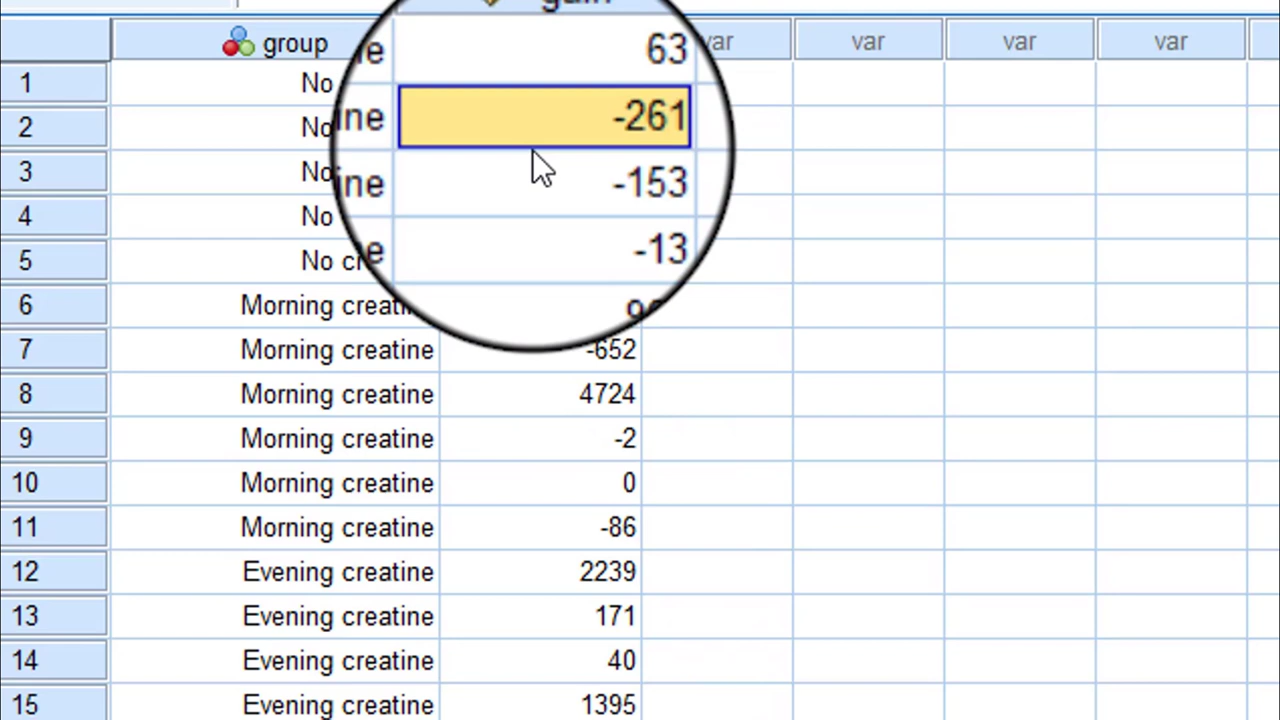 group gain var var var var
1 No 63
2 No ine -261
3 No ine -153
4 No -13
5 No
6 Morning
7 Morning creatine -652
8 Morning creatine 4724
9 Morning creatine -2
10 Morning creatine 0
11 Morning creatine -86
12 Evening creatine 2239
13 Evening creatine 171
14 Evening creatine 40
15 Evening creatine 1395